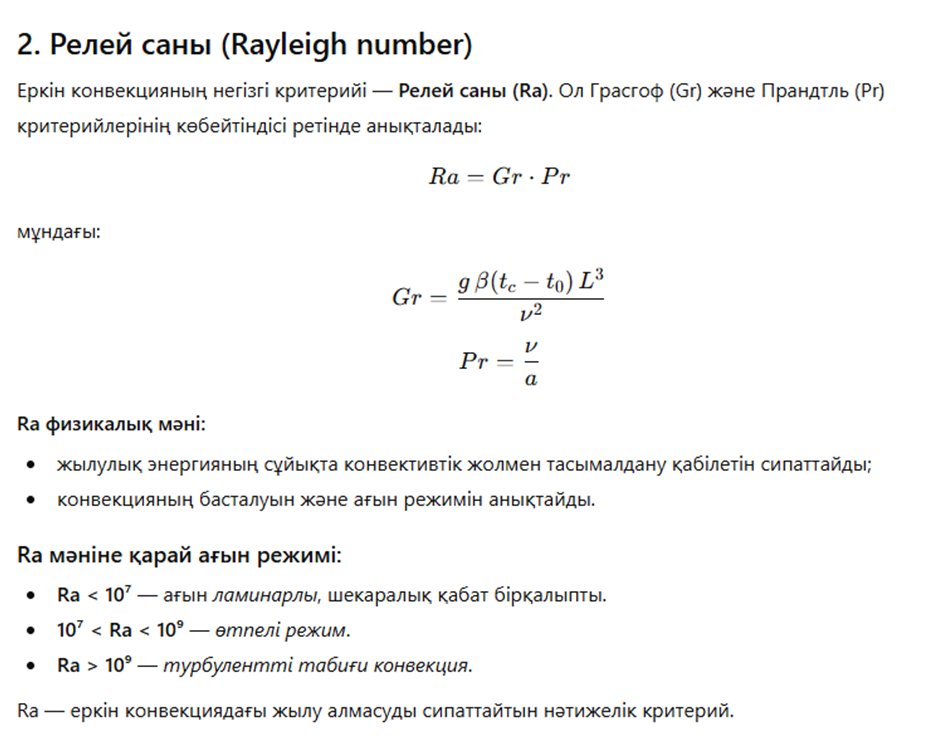 2. Релей саны (Rayleigh number)
Еркін конвекцияның негізгі критерийі — Релей саны (Ra). Ол Грасгоф (Gr) және Прандтль (Pr)
критерийлерінің көбейтіндісі ретінде анықталады:
Ra = Gr · Pr
мұндағы:
Gr = \frac{g β(t_c − t_0) L^3}{ν^2}
Pr = \frac{ν}{a}
Ra физикалық мәні:
• жылулық энергияның сұйықта конвективтік жолмен тасымалдану қабілетін сипаттайды;
• конвекцияның басталуын және ағын режимін анықтайды.
Ra мәніне қарай ағын режимі:
• Ra < 10⁷ — ағын ламинарлы, шекаралық қабат бірқалыпты.
• 10⁷ < Ra < 10⁹ — өтпелі режим.
• Ra > 10⁹ — турбулентті табиғи конвекция.
Ra — еркін конвекциядағы жылу алмасуды сипаттайтын нәтижелік критерий.